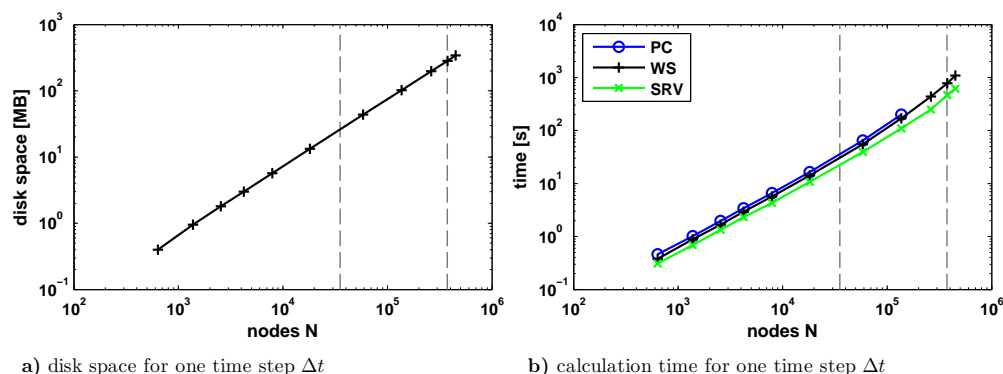 disk space [MB]
10³
10²
10¹
10⁰
10⁻¹
10² 10³ 10⁴ 10⁵ 10⁶
nodes N
a) disk space for one time step Δt
time [s]
10⁴
10³
10²
10¹
10⁰
10⁻¹
PC
WS
SRV
10² 10³ 10⁴ 10⁵ 10⁶
nodes N
b) calculation time for one time step Δt